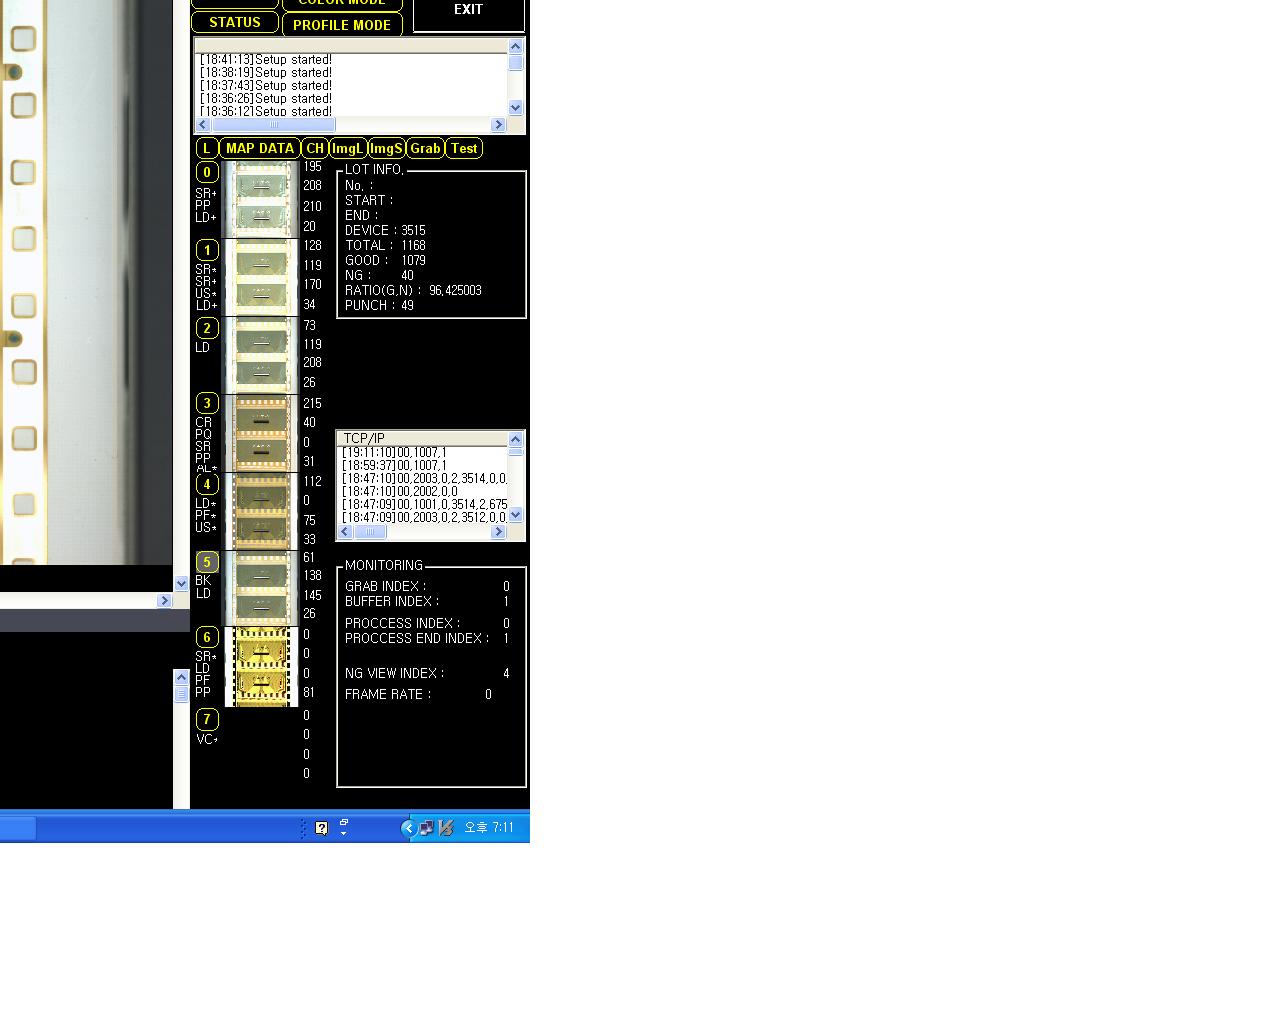 COLOR MODE
EXIT
STATUS
PROFILE MODE
[18:41:13]Setup started!
[18:38:19]Setup started!
[18:37:43]Setup started!
[18:36:26]Setup started!
[18:36:12]Setup started!
L MAP DATA CH ImgL ImgS Grab Test
0
SR+
PP
LD+
195
208
210
20
1
SR*
SR+
US*
LD+
128
119
170
34
2
LD
73
119
208
26
3
CR
PQ
SR
PP
AL*
215
40
0
31
4
LD*
PF*
US*
112
0
75
33
5
BK
LD
61
138
145
26
6
SR*
LD
PF
PP
0
0
0
81
7
VC*
0
0
0
0
LOT INFO.
No. :
START :
END :
DEVICE : 3515
TOTAL : 1168
GOOD : 1079
NG : 40
RATIO(G,N) : 96.425003
PUNCH : 49
TCP/IP
[19:11:10]00,1007,1
[18:59:37]00,1007,1
[18:47:10]00,2003,0,2,3514,0,0,
[18:47:10]00,2002,0,0
[18:47:09]00,1001,0,3514,2,675
[18:47:09]00,2003,0,2,3512,0,0,
MONITORING
GRAB INDEX : 0
BUFFER INDEX : 1
PROCCESS INDEX : 0
PROCCESS END INDEX : 1
NG VIEW INDEX : 4
FRAME RATE : 0
오후 7:11